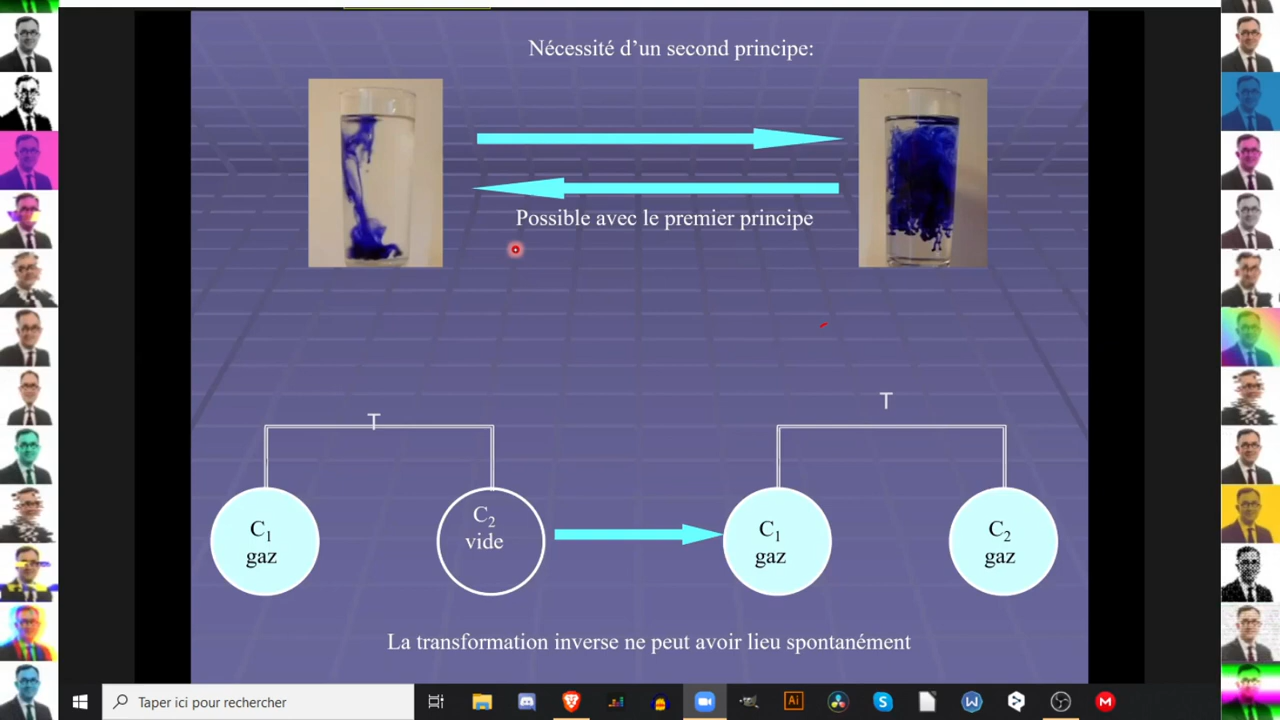 Nécessité d’un second principe:
Possible avec le premier principe
T
T
C1
gaz
C2
vide
C1
gaz
C2
gaz
La transformation inverse ne peut avoir lieu spontanément
Taper ici pour rechercher